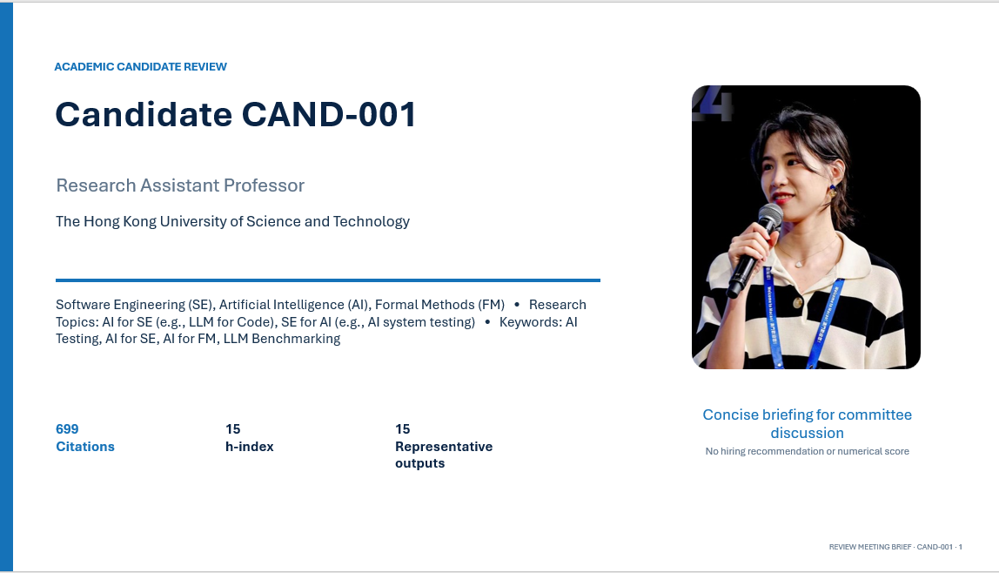 ACADEMIC CANDIDATE REVIEW
Candidate CAND-001
Research Assistant Professor
The Hong Kong University of Science and Technology
Software Engineering (SE), Artificial Intelligence (AI), Formal Methods (FM) • Research
Topics: AI for SE (e.g., LLM for Code), SE for AI (e.g., AI system testing) • Keywords: AI
Testing, AI for SE, AI for FM, LLM Benchmarking
699
Citations
15
h-index
15
Representative
outputs
24
Concise briefing for committee
discussion
No hiring recommendation or numerical score
REVIEW MEETING BRIEF · CAND-001 · 1